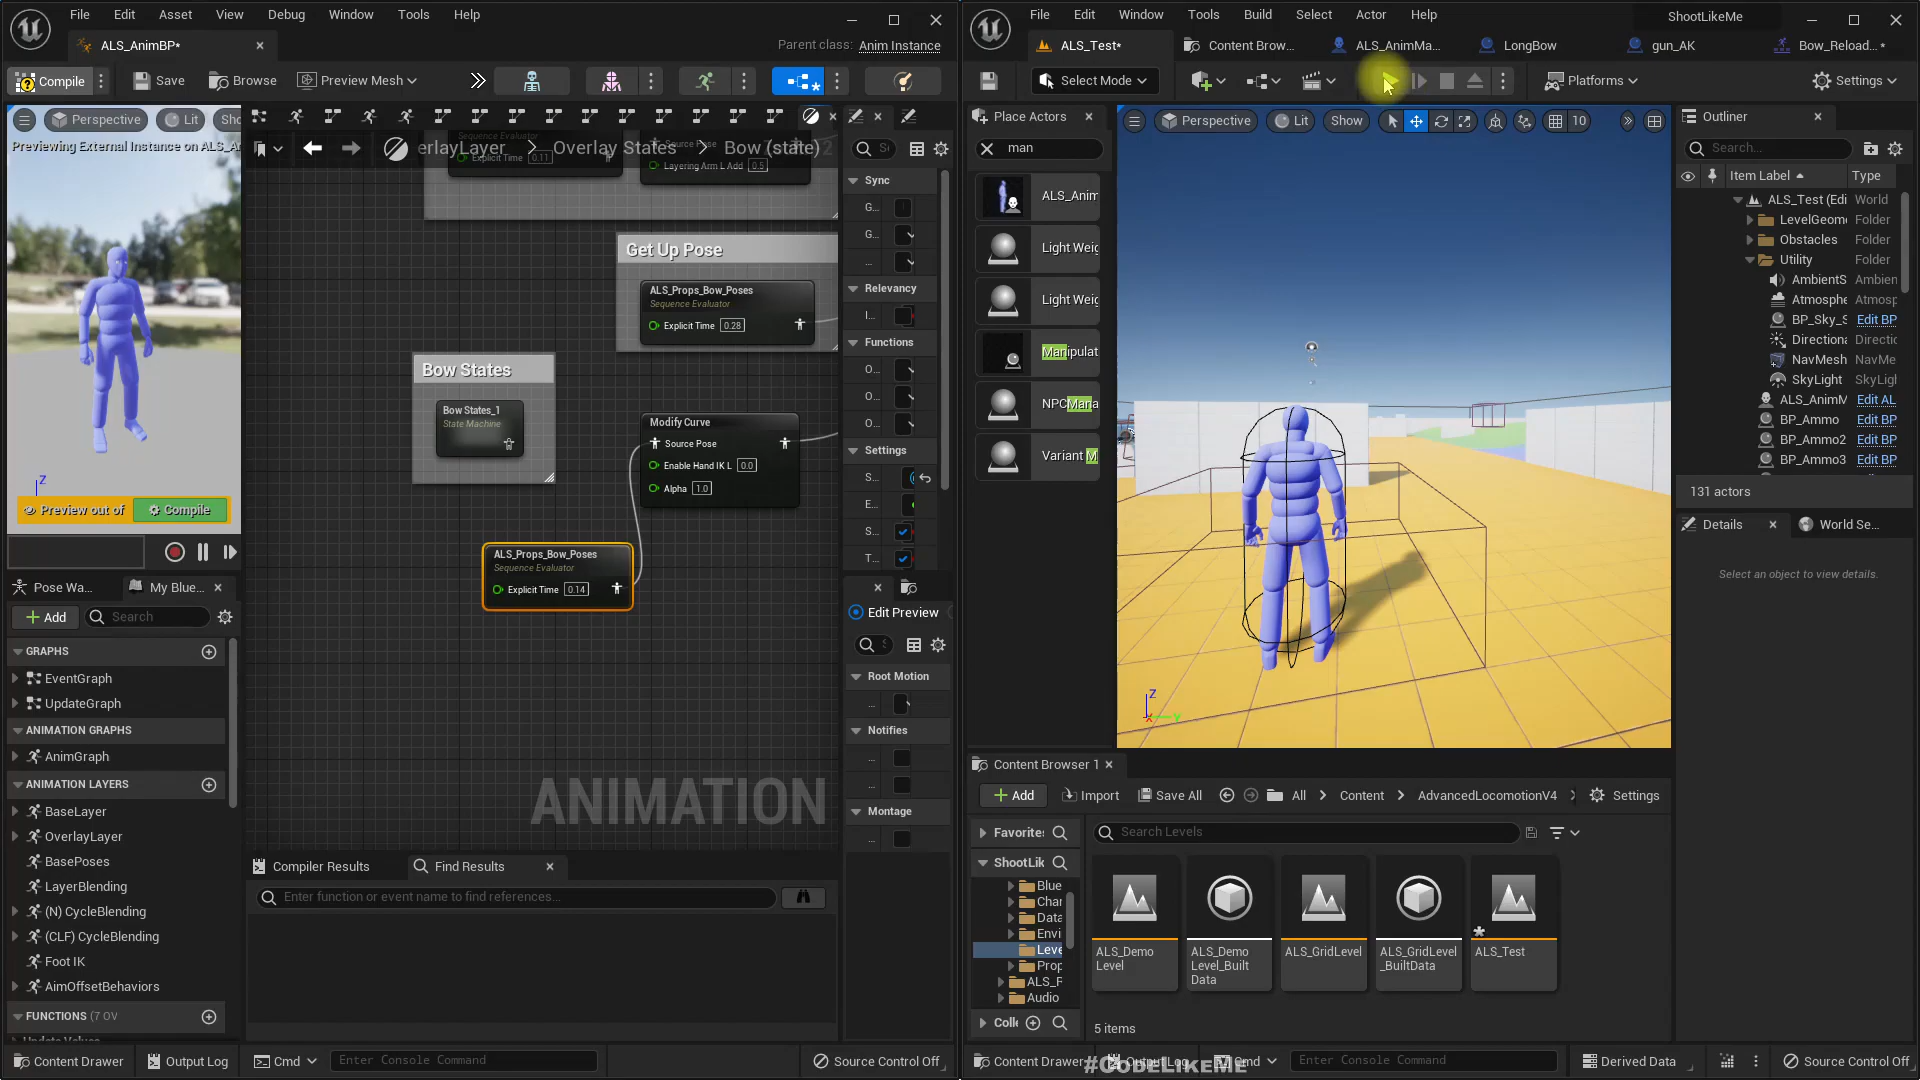 File Edit Asset View Debug Window Tools Help
ALS_AnimBP*
Parent class: Anim Instance
Compile Save Browse Preview Mesh
Perspective Lit Sho
Previewing External Instance on ALS_A
erlayLayer > Overlay States > Bow (state)
Sequence Evaluator
Explicit Time 0.11
Layering Arm L Add 0.5
Get Up Pose
ALS_Props_Bow_Poses
Sequence Evaluator
Explicit Time 0.28
Bow States
Bow States_1
State Machine
Modify Curve
Source Pose
Enable Hand IK L 0.0
Alpha 1.0
ALS_Props_Bow_Poses
Sequence Evaluator
Explicit Time 0.14
ANIMATION
Z
Preview out of Compile
Pose Wa... My Blue...
Add Search
GRAPHS
EventGraph
UpdateGraph
ANIMATION GRAPHS
AnimGraph
ANIMATION LAYERS
BaseLayer
OverlayLayer
BasePoses
LayerBlending
(N) CycleBlending
(CLF) CycleBlending
Foot IK
AimOffsetBehaviors
FUNCTIONS (7 OV
Compiler Results Find Results
Enter function or event name to find references...
Sync
G...
G...
...
Relevancy
I...
Functions
O...
O...
O...
Settings
S...
E...
S...
T...
Edit Preview
Root Motion
...
Notifies
...
...
Montage
...
Content Drawer Output Log Cmd Enter Console Command Source Control Off
File Edit Window Tools Build Select Actor Help
ShootLikeMe
ALS_Test* Content Brow... ALS_AnimMa... LongBow gun_AK Bow_Reload...*
Select Mode Platforms Settings
Place Actors
man
ALS_Anim
Light Weig
Light Weig
Manipulat
NPCMana
Variant M
Perspective Lit Show 10
Z
X Y
Outliner
Search...
Item Label Type
ALS_Test (Edi World
LevelGeome Folder
Obstacles Folder
Utility Folder
AmbientS Ambien
Atmosphe Atmosp
BP_Sky_S Edit BP
Directiona Directic
NavMesh NavMe
SkyLight SkyLigh
ALS_AnimM Edit AL
BP_Ammo Edit BP
BP_Ammo2 Edit BP
BP_Ammo3 Edit BP
131 actors
Details World Se...
Select an object to view details.
Content Browser 1
Add Import Save All All > Content > AdvancedLocomotionV4 > Settings
Favorite: Search Levels
ShootLik
Blue
Char
Data
Envi
Leve
Prop
ALS_F
Audio
Colle
ALS_Demo
Level
ALS_Demo
Level_Built
Data
ALS_GridLevel
ALS_GridLevel
_BuiltData
ALS_Test
5 items
#CodeLikeMe
Content Drawer Output Log Cmd Enter Console Command Derived Data Source Control Off